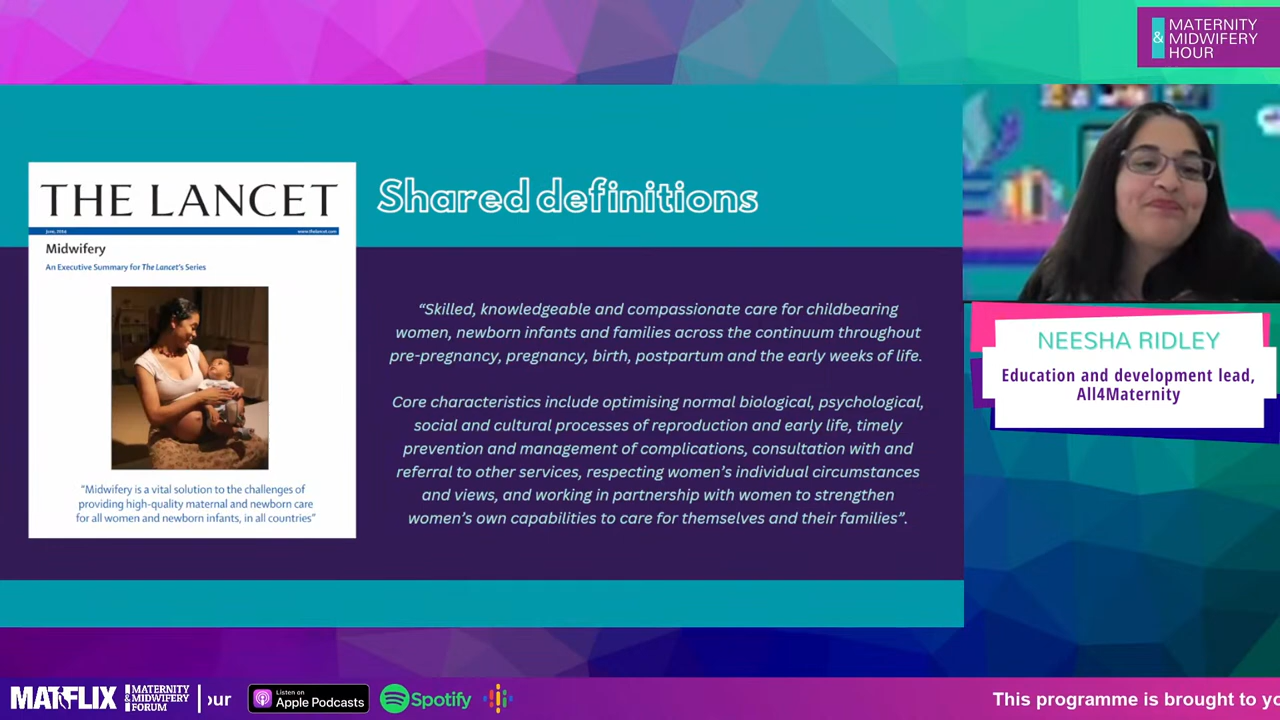 MATERNITY
& MIDWIFERY
HOUR
THE LANCET
June, 2014
www.thelancet.com
Midwifery
An Executive Summary for The Lancet's Series
"Midwifery is a vital solution to the challenges of
providing high-quality maternal and newborn care
for all women and newborn infants, in all countries"
Shared definitions
“Skilled, knowledgeable and compassionate care for childbearing
women, newborn infants and families across the continuum throughout
pre-pregnancy, pregnancy, birth, postpartum and the early weeks of life.
Core characteristics include optimising normal biological, psychological,
social and cultural processes of reproduction and early life, timely
prevention and management of complications, consultation with and
referral to other services, respecting women's individual circumstances
and views, and working in partnership with women to strengthen
women's own capabilities to care for themselves and their families”.
NEESHA RIDLEY
Education and development lead,
All4Maternity
MATFLIX
MATERNITY
& MIDWIFERY
FORUM
our
Listen on
Apple Podcasts
Spotify
This programme is brought to yo